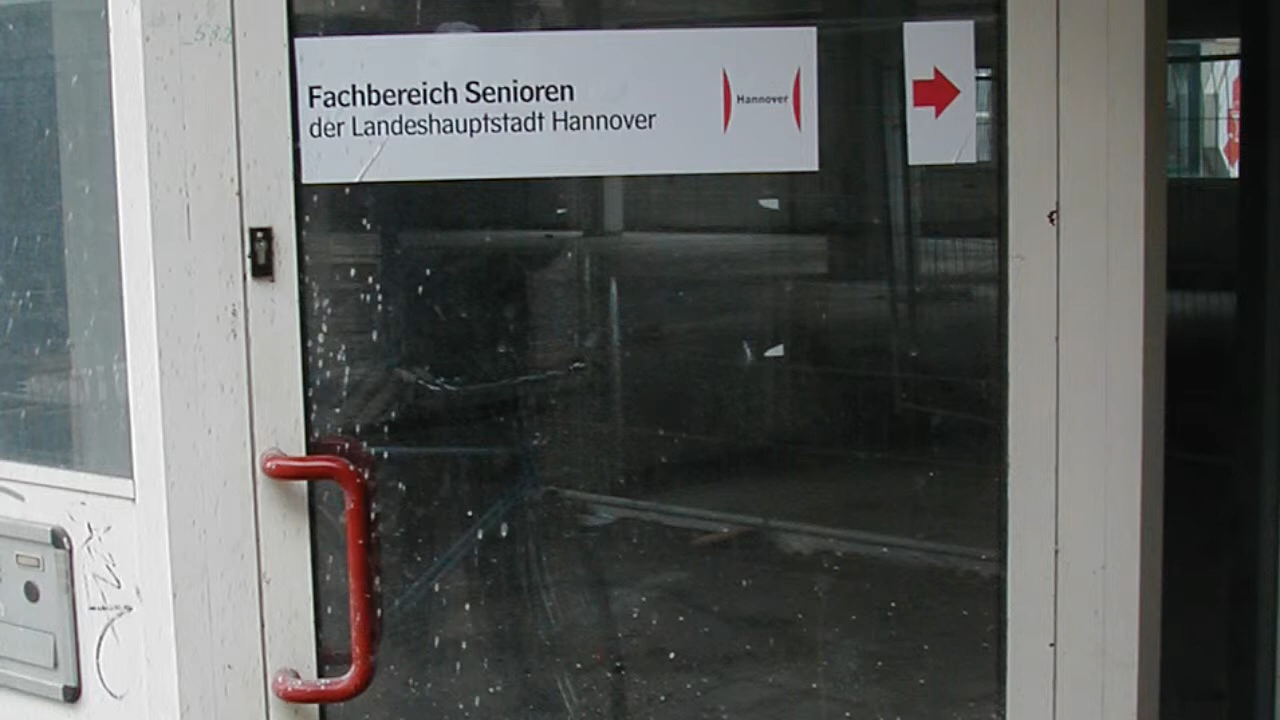 Fachbereich Senioren
der Landeshauptstadt Hannover
Hannover